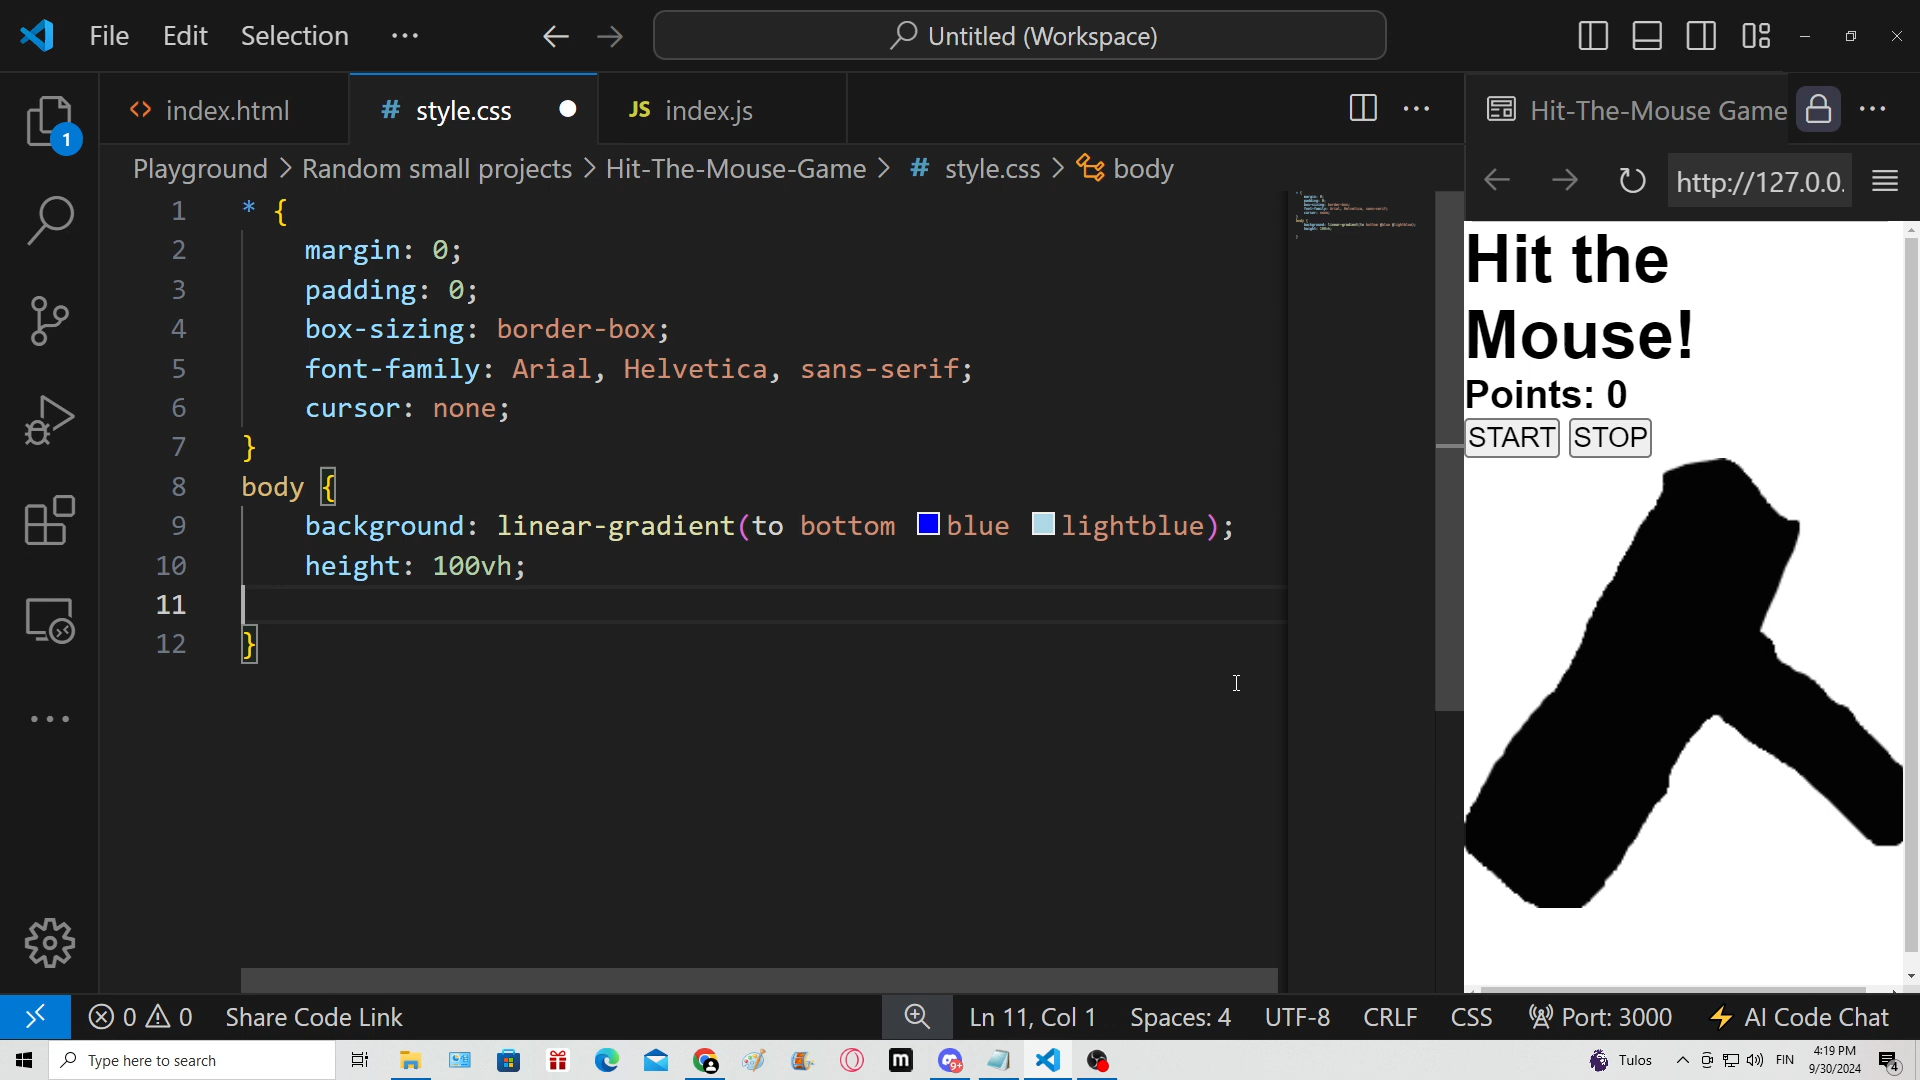 File Edit Selection ··· Untitled (Workspace)
index.html # style.css JS index.js Hit-The-Mouse Game
Playground > Random small projects > Hit-The-Mouse-Game > # style.css > body
http://127.0.0.
1 * {
2 margin: 0;
3 padding: 0;
4 box-sizing: border-box;
5 font-family: Arial, Helvetica, sans-serif;
6 cursor: none;
7 }
8 body {
9 background: linear-gradient(to bottom blue lightblue);
10 height: 100vh;
11
12 }
1
Hit the
Mouse!
Points: 0
START STOP
0 0 Share Code Link Ln 11, Col 1 Spaces: 4 UTF-8 CRLF CSS Port: 3000 AI Code Chat
Type here to search
m
9+
Tulos
FIN
4:19 PM
9/30/2024
4